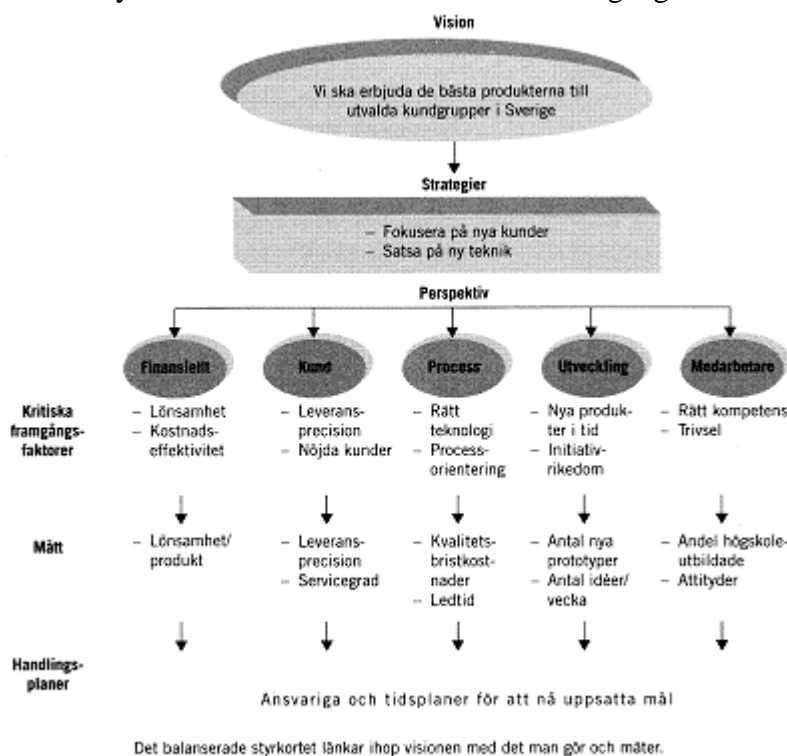 Vision
Vi ska erbjuda de bästa produkterna till
utvalda kundgrupper i Sverige
Strategier
– Fokusera på nya kunder
– Satsa på ny teknik
Perspektiv
Finansiellt
Kund
Process
Utveckling
Medarbetare
Kritiska
framgångs-
faktorer
– Lönsamhet
– Kostnads-
effektivitet
– Leverans-
precision
– Nöjda kunder
– Rätt
teknologi
– Process-
orientering
– Nya produk-
ter i tid
– Initiativ-
rikedom
– Rätt kompetens
– Trivsel
Mått
– Lönsamhet/
produkt
– Leverans-
precision
– Servicegrad
– Kvalitets-
bristkost-
nader
– Ledtid
– Antal nya
prototyper
– Antal idéer/
vecka
– Andel högskole-
utbildade
– Attityder
Handlings-
planer
Ansvariga och tidsplaner för att nå uppsatta mål
Det balanserade styrkortet länkar ihop visionen med det man gör och mäter.